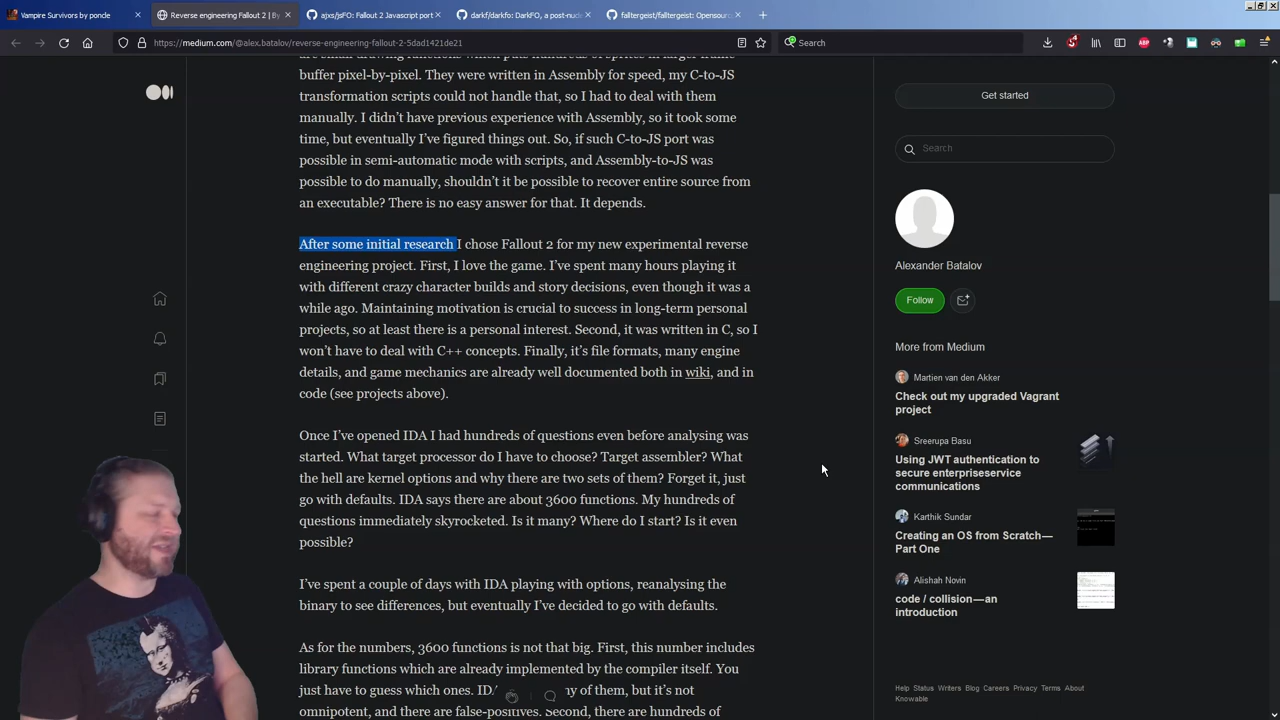 Vampire Survivors by ponde
Reverse engineering Fallout 2 | By
ajxs/jsFO: Fallout 2 Javascript port
darkf/darkfo: DarkFO, a post-nuc
falltergeist/falltergeist: Opensourc
https://medium.com/@alex.batalov/reverse-engineering-fallout-2-5dad1421de21
Search
buffer pixel-by-pixel. They were written in Assembly for speed, my C-to-JS
transformation scripts could not handle that, so I had to deal with them
manually. I didn't have previous experience with Assembly, so it took some
time, but eventually I've figured things out. So, if such C-to-JS port was
possible in semi-automatic mode with scripts, and Assembly-to-JS was
possible to do manually, shouldn't it be possible to recover entire source from
an executable? There is no easy answer for that. It depends.
After some initial research I chose Fallout 2 for my new experimental reverse
engineering project. First, I love the game. I've spent many hours playing it
with different crazy character builds and story decisions, even though it was a
while ago. Maintaining motivation is crucial to success in long-term personal
projects, so at least there is a personal interest. Second, it was written in C, so I
won't have to deal with C++ concepts. Finally, it's file formats, many engine
details, and game mechanics are already well documented both in wiki, and in
code (see projects above).
Once I've opened IDA I had hundreds of questions even before analysing was
started. What target processor do I have to choose? Target assembler? What
the hell are kernel options and why there are two sets of them? Forget it, just
go with defaults. IDA says there are about 3600 functions. My hundreds of
questions immediately skyrocketed. Is it many? Where do I start? Is it even
possible?
I've spent a couple of days with IDA playing with options, reanalysing the
to see
, but
to go with defaults.
As for the numbers, 3600 functions is not that big. First, this number includes
library functions which are already implemented by the compiler itself. You
just have to guess which ones. IDA
of them, but it's not
omnipotent, and there are false-positives. Second, there are hundreds of
Get started
Search
Alexander Batalov
Follow
More from Medium
Martien van den Akker
Check out my upgraded Vagrant
project
Sreerupa Basu
Using JWT authentication to
secure enterpriseservice
communications
Karthik Sundar
Creating an OS from Scratch—
Part One
Alishah Novin
code / collision — an
introduction
Help Status Writers Blog Careers Privacy Terms About
Knowable